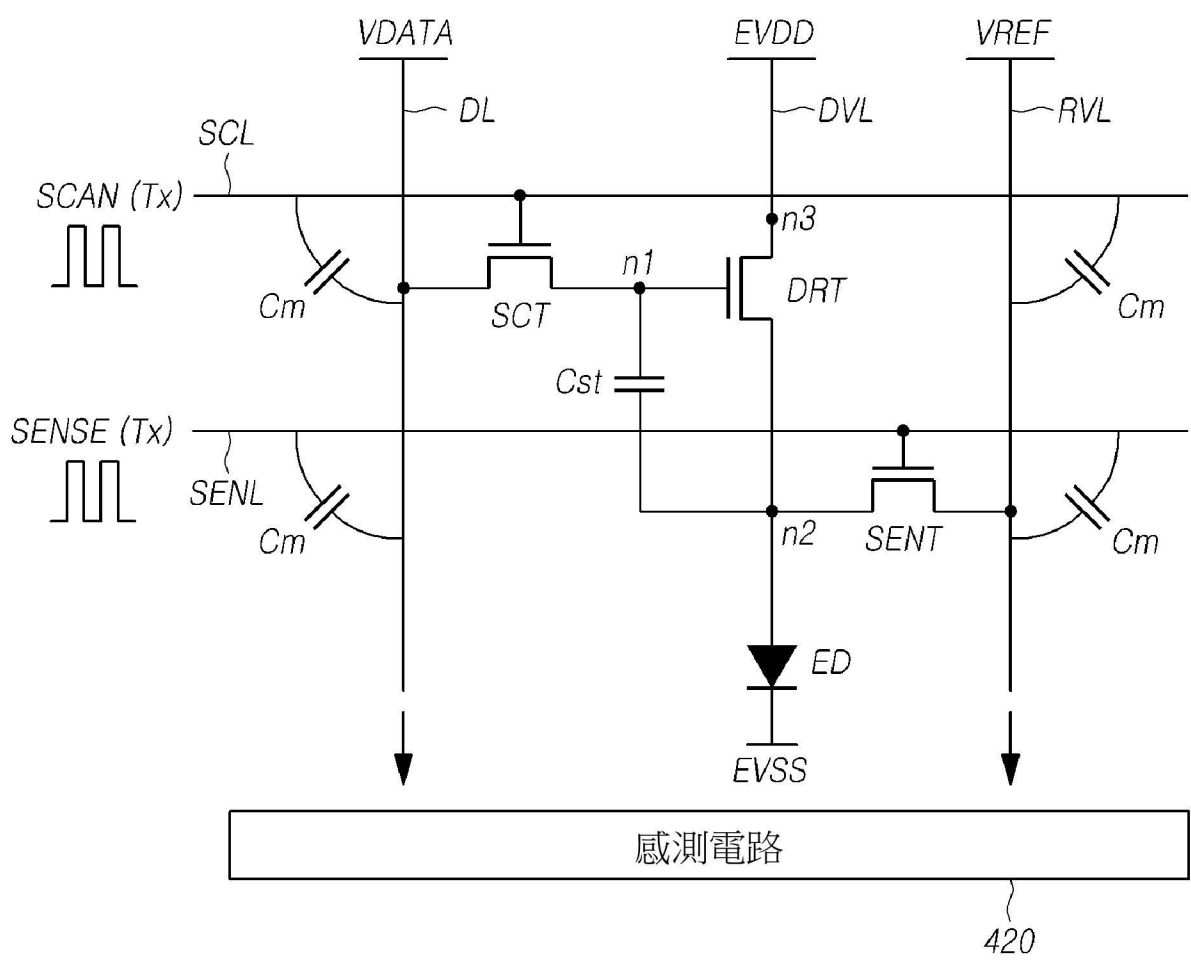 VDATA
EVDD
VREF
DL
DVL
RVL
SCL
SCAN (Tx)
n3
n1
DRT
Cm
SCT
Cm
Cst
SENSE (Tx)
SENL
Cm
n2
SENT
Cm
ED
EVSS
感測電路
420